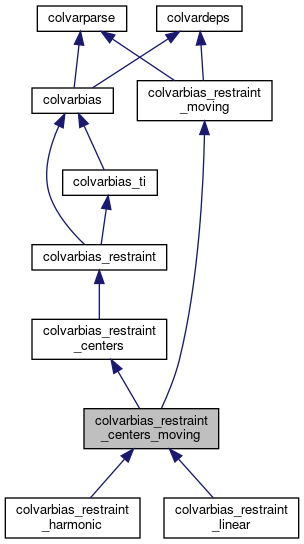 colvarparse
colvardeps
colvarbias
colvarbias_restraint
_moving
colvarbias_ti
colvarbias_restraint
colvarbias_restraint
_centers
colvarbias_restraint
_centers_moving
colvarbias_restraint
_harmonic
colvarbias_restraint
_linear